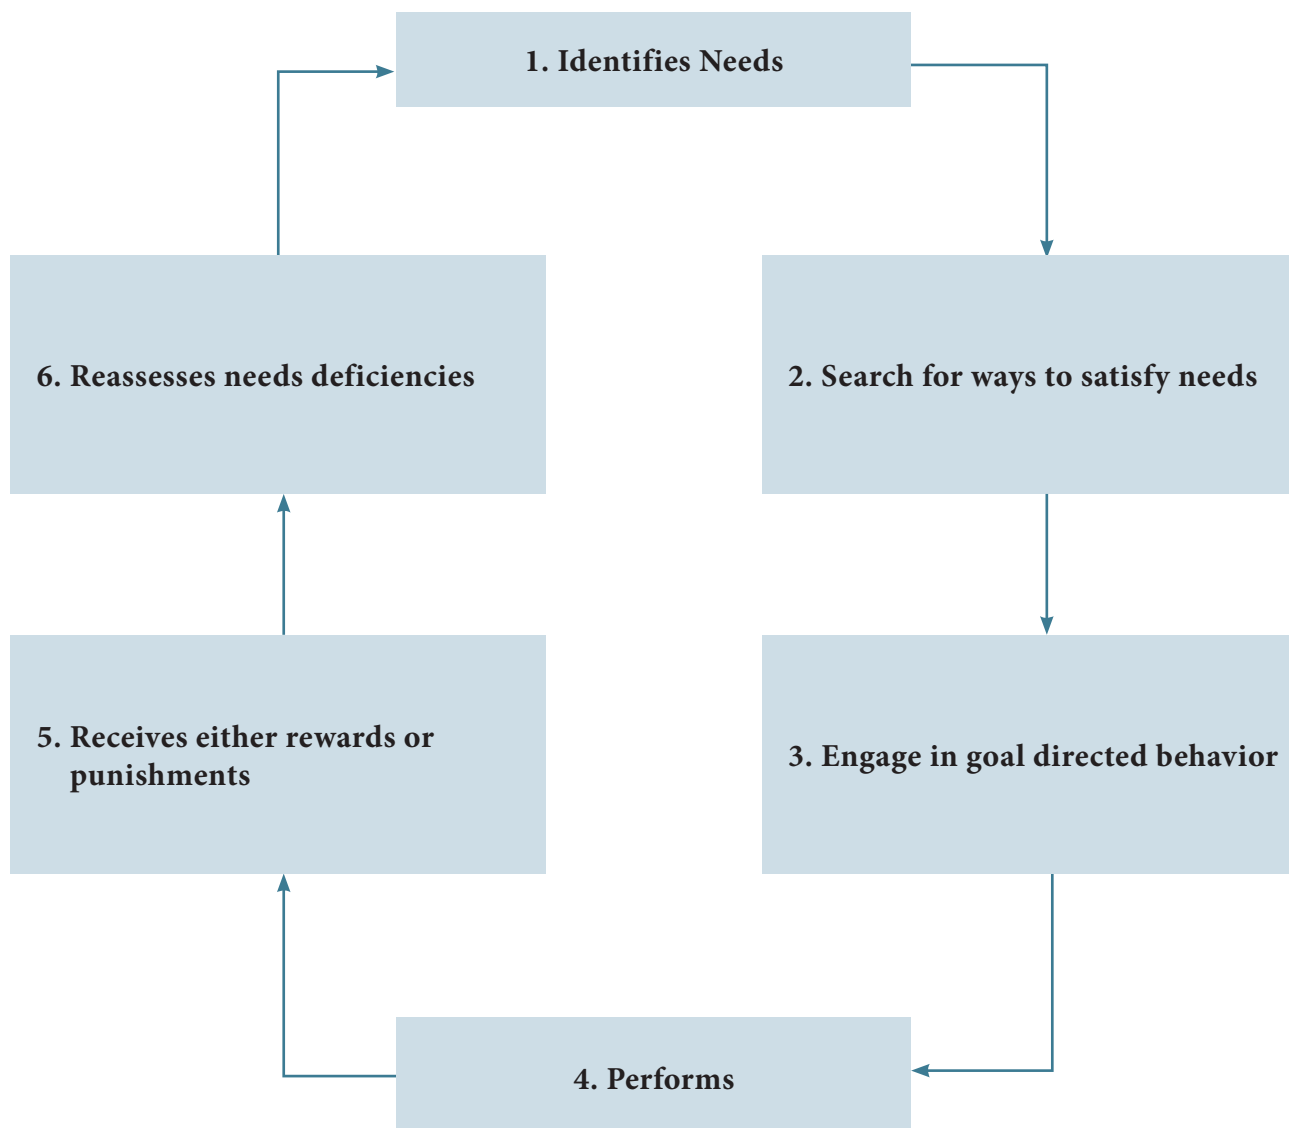 1. Identifies Needs
2. Search for ways to satisfy needs
3. Engage in goal directed behavior
4. Performs
5. Receives either rewards or
punishments
6. Reassesses needs deficiencies